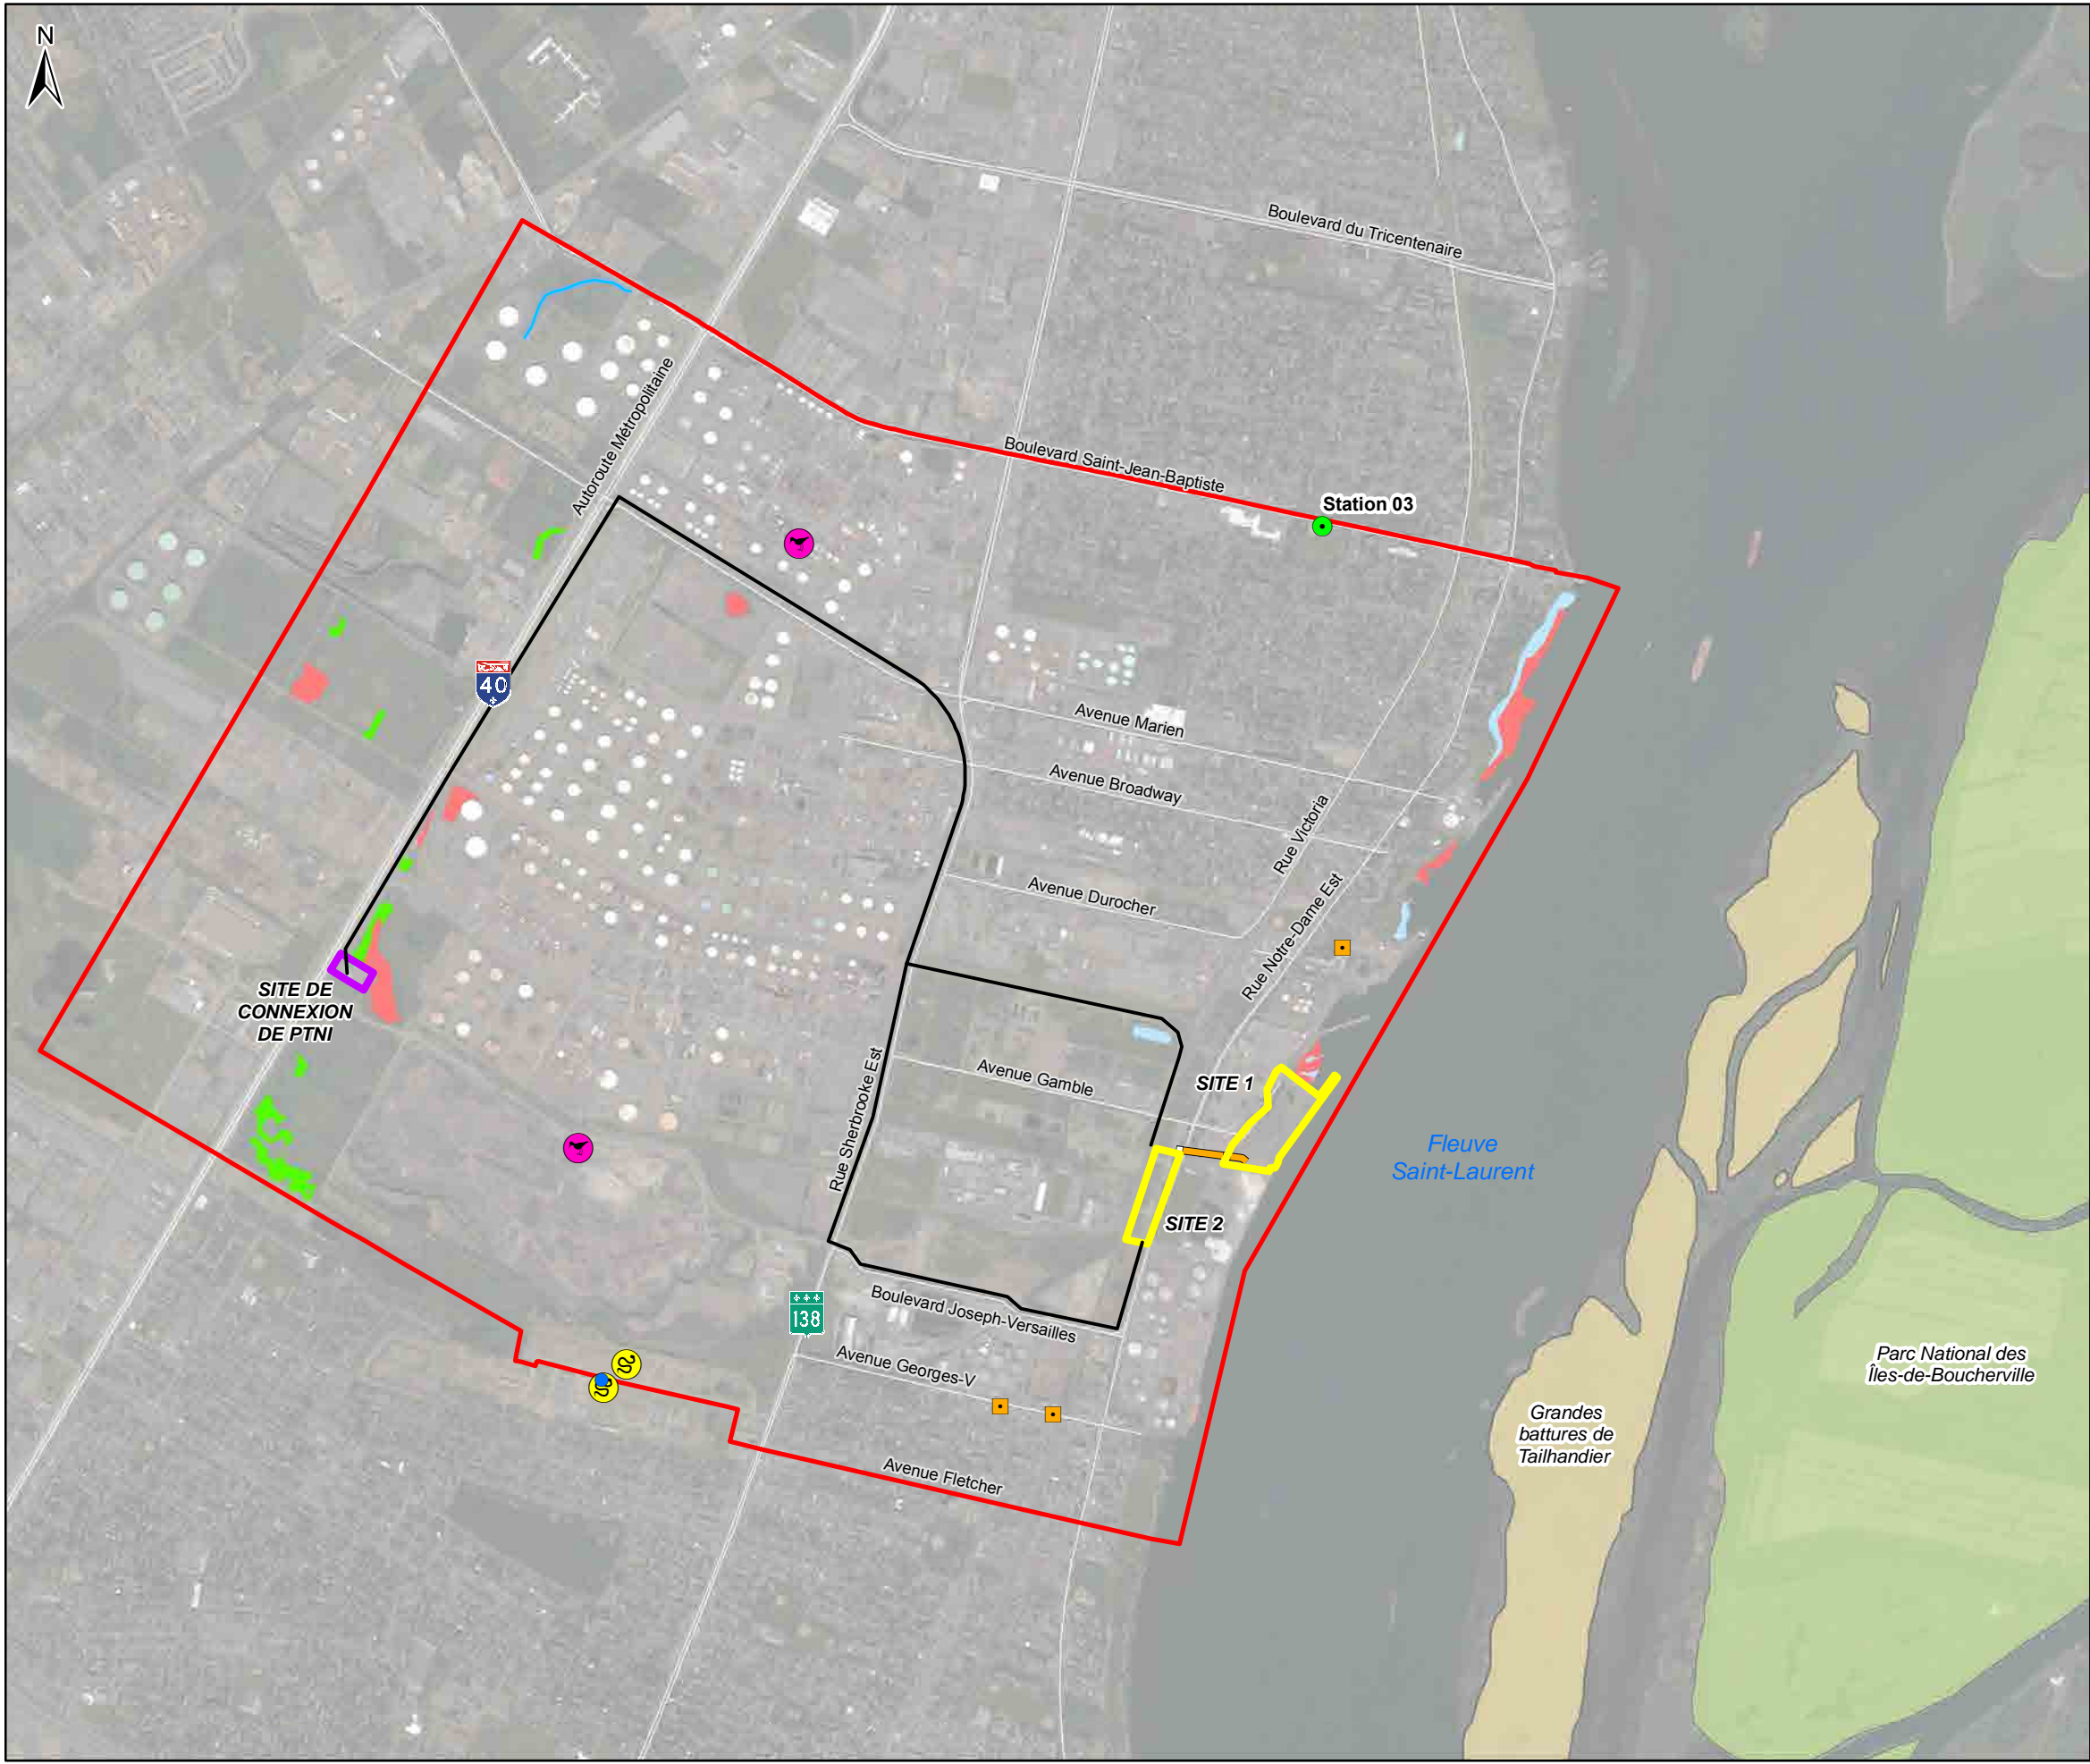 N
Boulevard du Tricentenaire
Autoroute Métropolitaine
Boulevard Saint-Jean-Baptiste
Station 03
40
Avenue Marien
Avenue Broadway
Rue Victoria
Avenue Durocher
Rue Notre-Dame Est
SITE DE
CONNEXION
DE PTNI
Rue Sherbrooke Est
Avenue Gamble
SITE 1
Fleuve
Saint-Laurent
SITE 2
138
Boulevard Joseph-Versailles
Avenue Georges-V
Parc National des
Îles-de-Boucherville
Grandes
battures de
Tailhandier
Avenue Fletcher